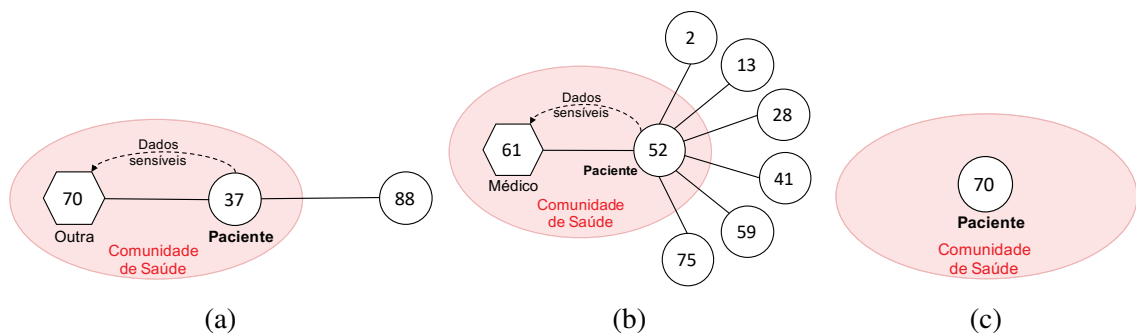 Dados
sensíveis
70
37
88
Outra
Paciente
Comunidade
de Saúde
(a)
2
13
Dados
sensíveis
28
61
52
Médico
Paciente
41
Comunidade
de Saúde
59
75
(b)
70
Paciente
Comunidade
de Saúde
(c)